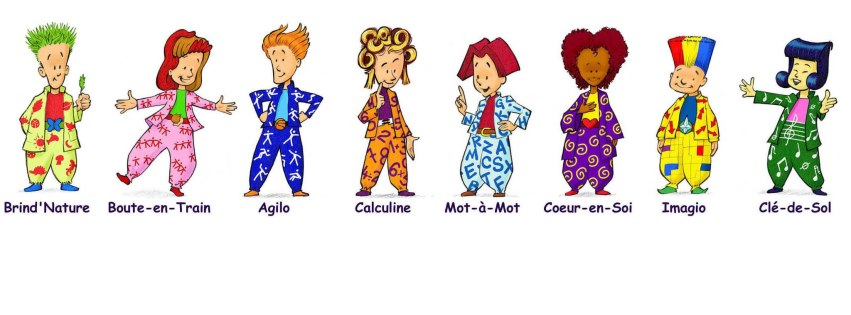 Brind'Nature Boute-en-Train Agilo Calculine Mot-à-Mot Coeur-en-Soi Imagio Clé-de-Sol